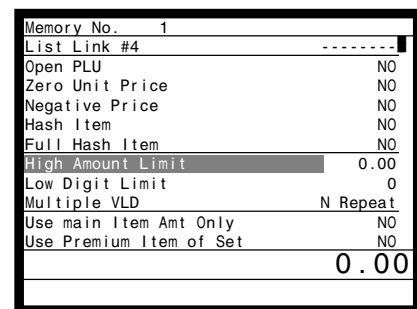 Memory No. 1
List Link #4 --------
Open PLU NO
Zero Unit Price NO
Negative Price NO
Hash Item NO
Full Hash Item NO
High Amount Limit 0.00
Low Digit Limit 0
Multiple VLD N Repeat
Use main Item Amt Only NO
Use Premium Item of Set NO
0.00